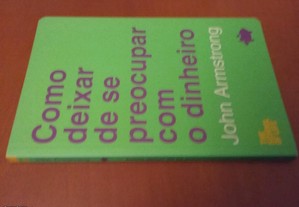 Como
deixar
de se
preocupar
com
o dinheiro
John Armstrong